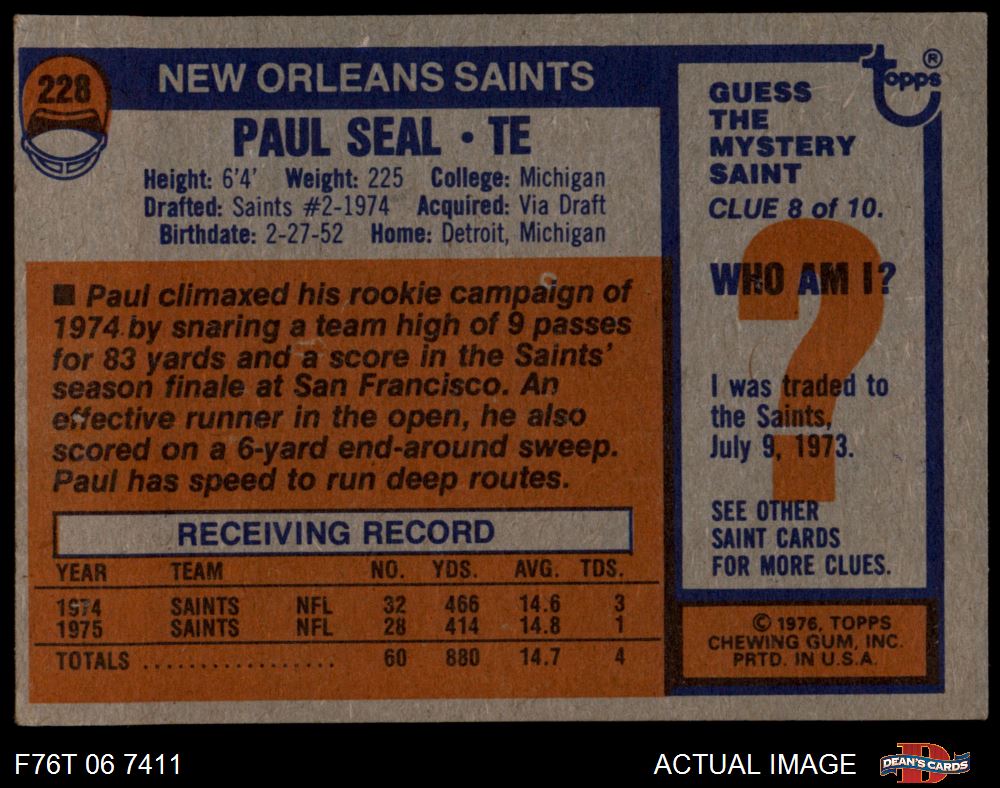 228
NEW ORLEANS SAINTS
PAUL SEAL • TE
Height: 6'4' Weight: 225 College: Michigan
Drafted: Saints #2-1974 Acquired: Via Draft
Birthdate: 2-27-52 Home: Detroit, Michigan
■ Paul climaxed his rookie campaign of
1974 by snaring a team high of 9 passes
for 83 yards and a score in the Saints'
season finale at San Francisco. An
effective runner in the open, he also
scored on a 6-yard end-around sweep.
Paul has speed to run deep routes.
RECEIVING RECORD
YEAR TEAM NO. YDS. AVG. TDS.
1974 SAINTS NFL 32 466 14.6 3
1975 SAINTS NFL 28 414 14.8 1
TOTALS .................. 60 880 14.7 4
topps®
GUESS
THE
MYSTERY
SAINT
CLUE 8 of 10.
?
WHO AM I?
I was traded to
the Saints,
July 9, 1973.
SEE OTHER
SAINT CARDS
FOR MORE CLUES.
© 1976, TOPPS
CHEWING GUM, INC.
PRTD. IN U.S.A.
F76T 06 7411
ACTUAL IMAGE
D
DEAN'S CARDS